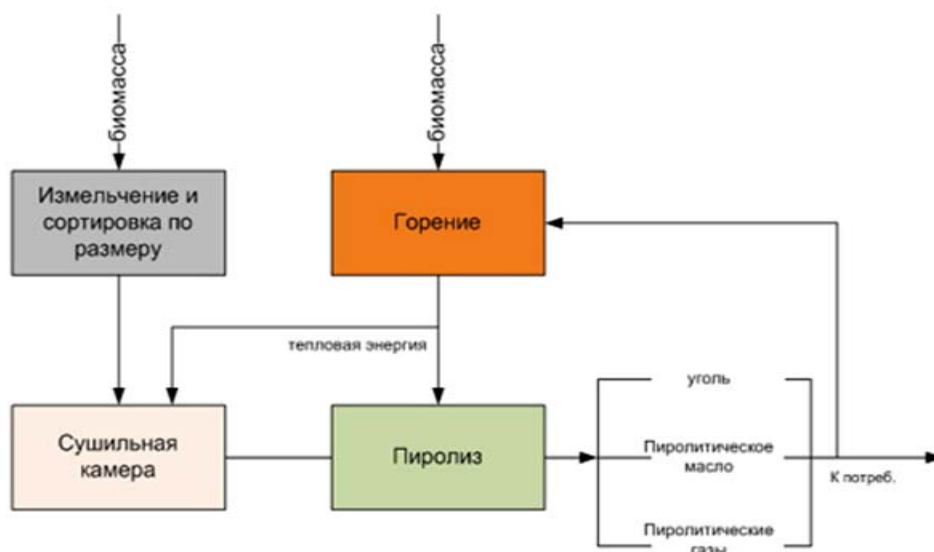 биомасса
биомасса
Измельчение и
сортировка по
размеру
Горение
тепловая энергия
Сушильная
камера
Пиролиз
уголь
Пиролитическое
масло
Пиролитические
газы
К потреб.